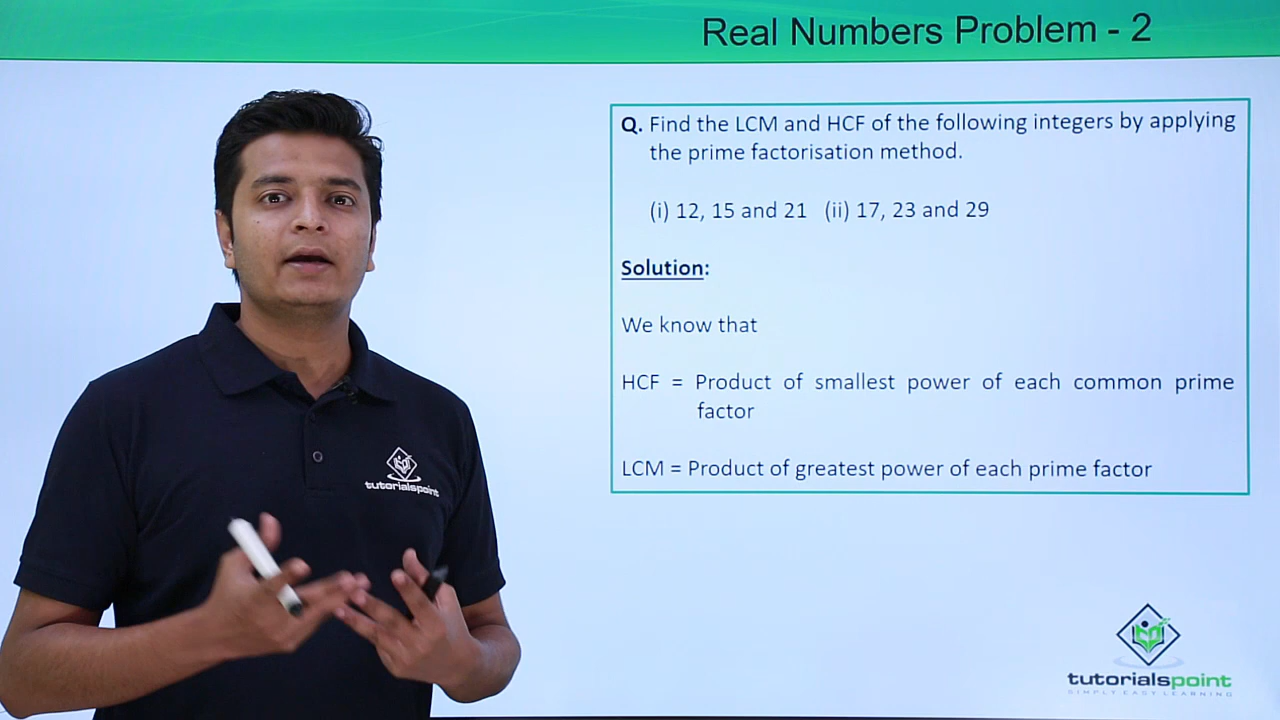 Real Numbers Problem - 2
Q. Find the LCM and HCF of the following integers by applying
the prime factorisation method.
(i) 12, 15 and 21 (ii) 17, 23 and 29
Solution:
We know that
HCF = Product of smallest power of each common prime
factor
LCM = Product of greatest power of each prime factor
tutorialspoint
tutorialspoint
SIMPLY EASY LEARNING